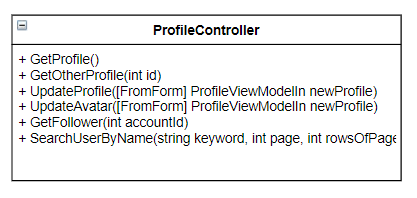 ProfileController
+ GetProfile()
+ GetOtherProfile(int id)
+ UpdateProfile([FromForm] ProfileViewModelIn newProfile)
+ UpdateAvatar([FromForm] ProfileViewModelIn newProfile)
+ GetFollower(int accountId)
+ SearchUserByName(string keyword, int page, int rowsOfPage